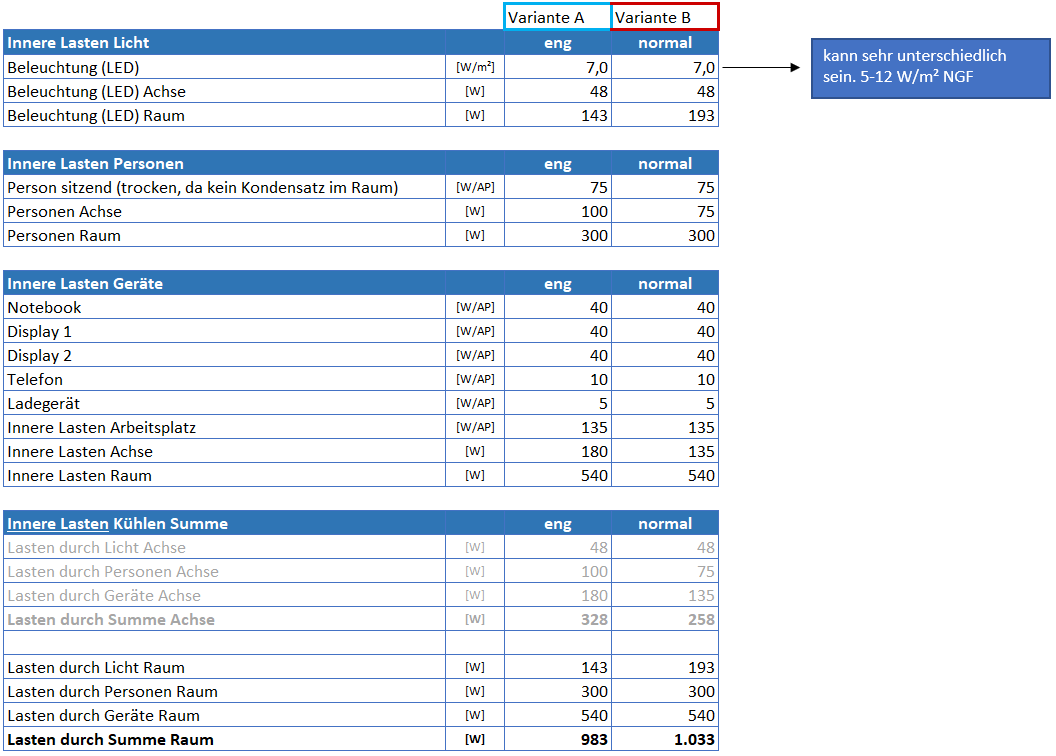 Variante A Variante B
Innere Lasten Licht eng normal
Beleuchtung (LED) [W/m²] 7,0 7,0
kann sehr unterschiedlich
sein. 5-12 W/m² NGF
Beleuchtung (LED) Achse [W] 48 48
Beleuchtung (LED) Raum [W] 143 193
Innere Lasten Personen eng normal
Person sitzend (trocken, da kein Kondensatz im Raum) [W/AP] 75 75
Personen Achse [W] 100 75
Personen Raum [W] 300 300
Innere Lasten Geräte eng normal
Notebook [W/AP] 40 40
Display 1 [W/AP] 40 40
Display 2 [W/AP] 40 40
Telefon [W/AP] 10 10
Ladegerät [W/AP] 5 5
Innere Lasten Arbeitsplatz [W/AP] 135 135
Innere Lasten Achse [W] 180 135
Innere Lasten Raum [W] 540 540
Innere Lasten Kühlen Summe eng normal
Lasten durch Licht Achse [W] 48 48
Lasten durch Personen Achse [W] 100 75
Lasten durch Geräte Achse [W] 180 135
Lasten durch Summe Achse [W] 328 258
Lasten durch Licht Raum [W] 143 193
Lasten durch Personen Raum [W] 300 300
Lasten durch Geräte Raum [W] 540 540
Lasten durch Summe Raum [W] 983 1.033